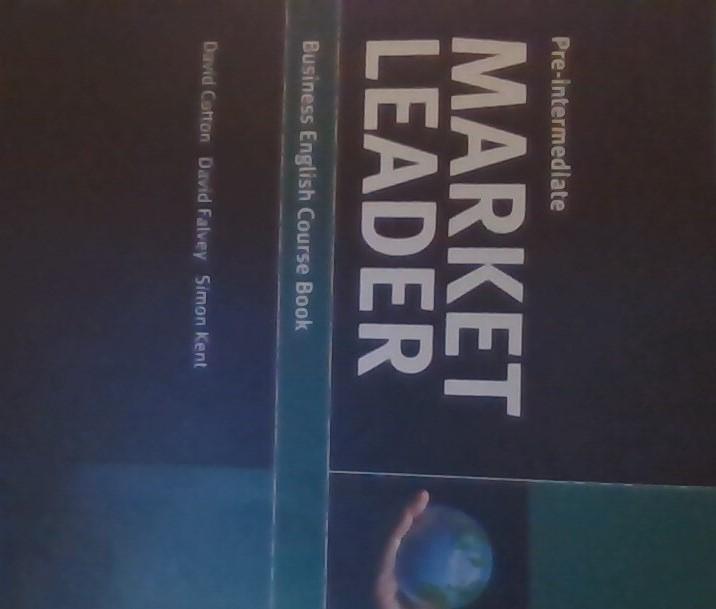 Pre-intermediate
MARKET
LEADER
Business English Course Book
David Cotton David Falvey Simon Kent